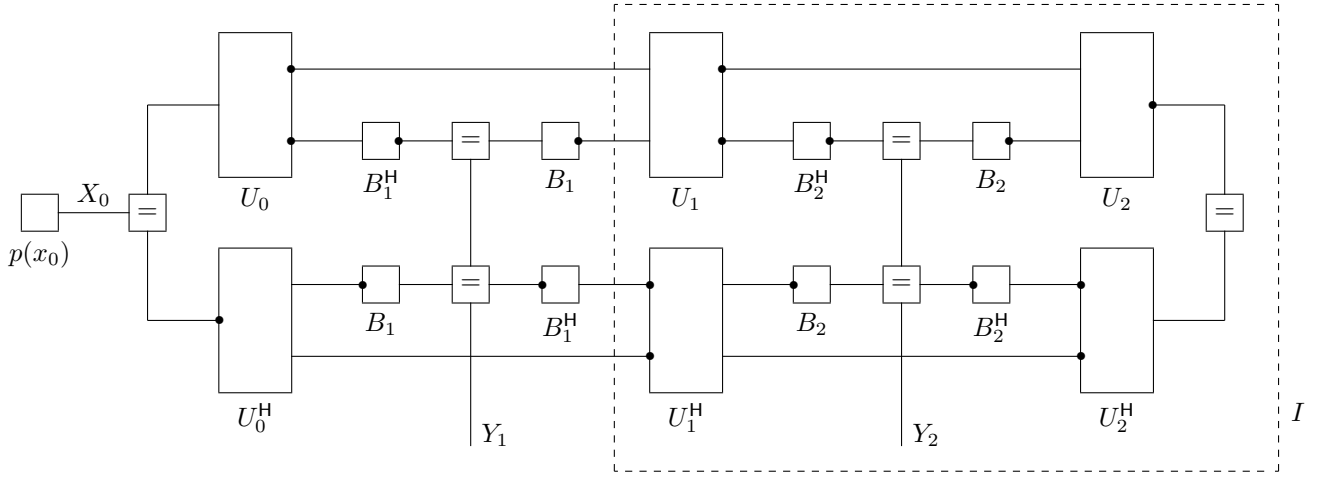 =
B₁ᴴ
B₁
=
B₂ᴴ
B₂
U₀
U₁
U₂
X₀
=
=
p(x₀)
=
B₁
B₁ᴴ
=
B₂
B₂ᴴ
U₀ᴴ
U₁ᴴ
U₂ᴴ
I
Y₁
Y₂